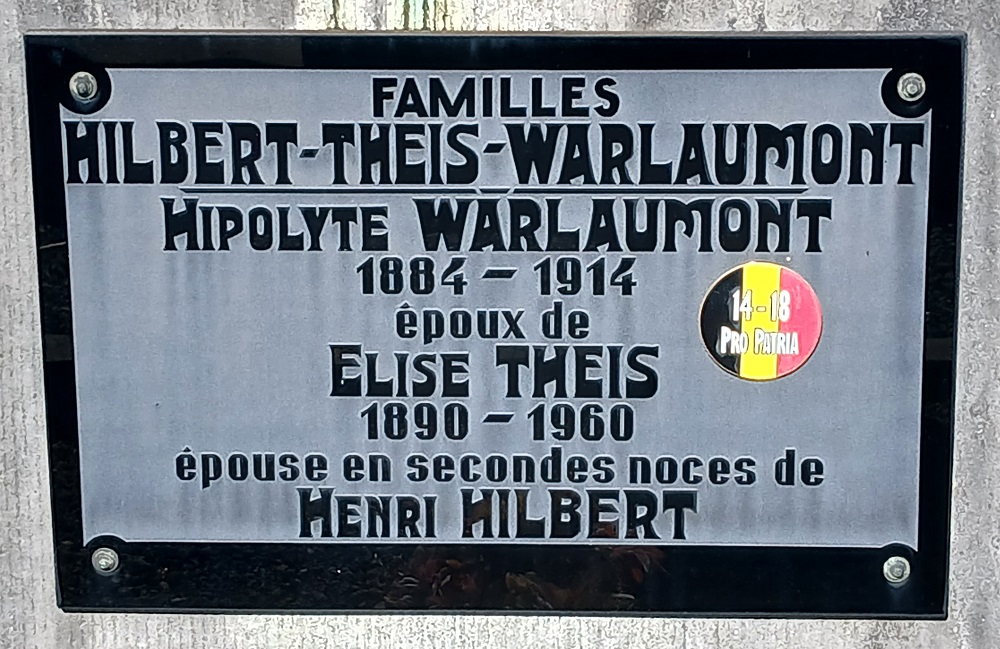 FAMILLES
HILBERT-THEIS-WARLAUMONT
HIPOLYTE WARLAUMONT
1884 - 1914
époux de
ELISE THEIS
1890 - 1960
épouse en secondes noces de
HENRI HILBERT
14-18
PRO PATRIA